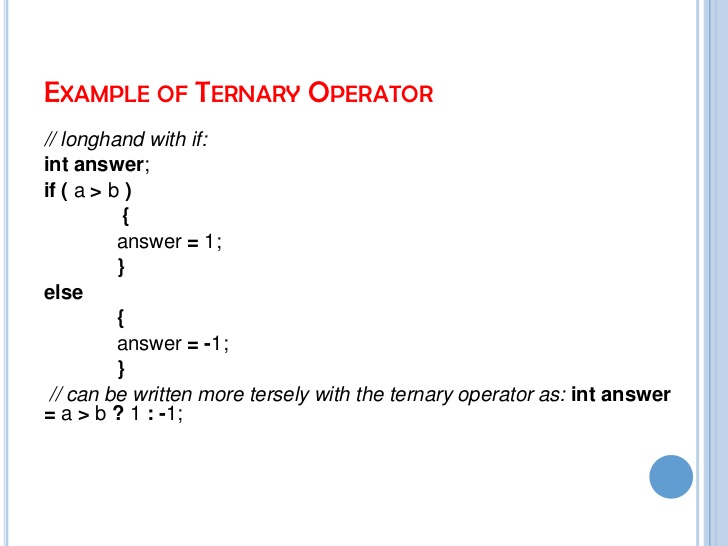 EXAMPLE OF TERNARY OPERATOR
// longhand with if:
int answer;
if ( a > b )
{
answer = 1;
}
else
{
answer = -1;
}
// can be written more tersely with the ternary operator as: int answer
= a > b ? 1 : -1;